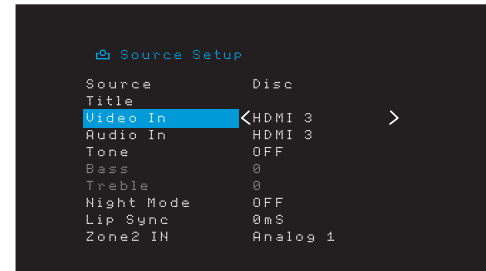 Source Setup
Source Disc
Title
Video In <HDMI 3 >
Audio In HDMI 3
Tone OFF
Bass 0
Treble 0
Night Mode OFF
Lip Sync 0mS
Zone2 IN Analog 1